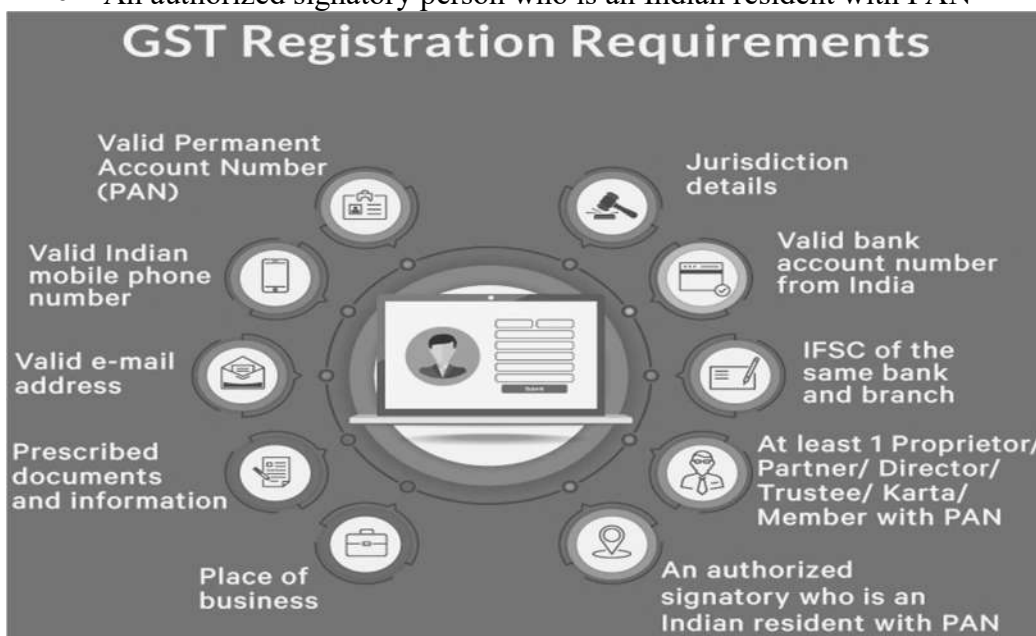 An authorized signatory person who is an Indian resident with PAN
GST Registration Requirements
Valid Permanent
Account Number
(PAN)
Valid Indian
mobile phone
number
Valid e-mail
address
Prescribed
documents
and information
Place of
business
Jurisdiction
details
Valid bank
account number
from India
IFSC of the
same bank
and branch
At least 1 Proprietor/
Partner/ Director/
Trustee/ Karta/
Member with PAN
An authorized
signatory who is an
Indian resident with PAN